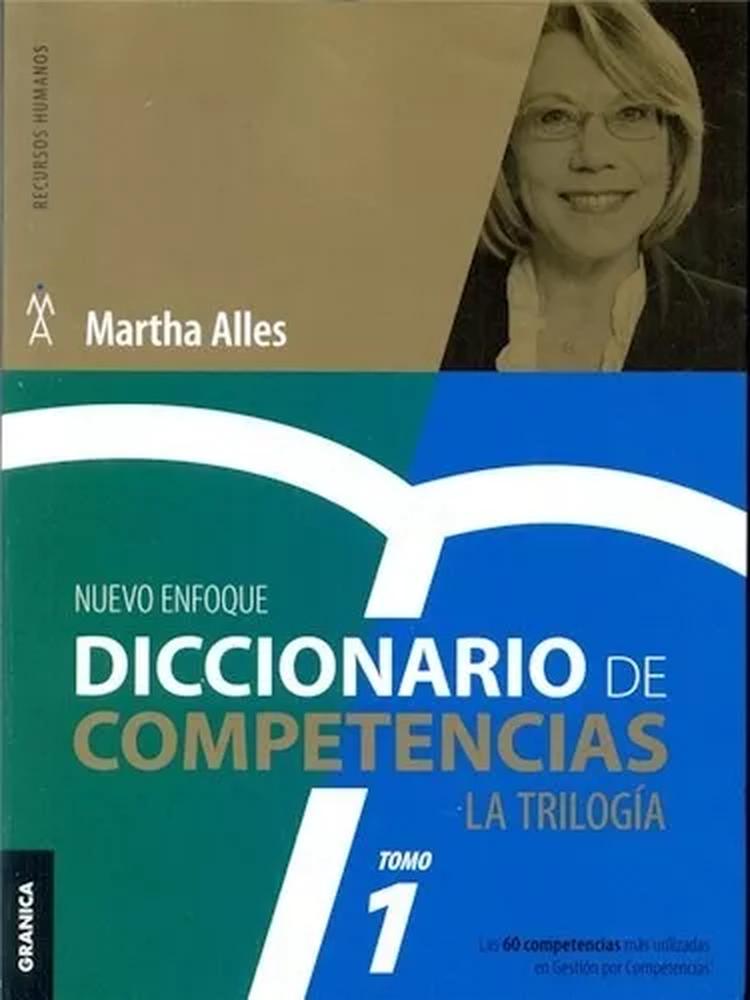 RECURSOS HUMANOS
MA
Martha Alles
NUEVO ENFOQUE
DICCIONARIO DE
COMPETENCIAS
LA TRILOGÍA
TOMO
1
Las 60 competencias más utilizadas
en Gestión por Competencias
GRANICA